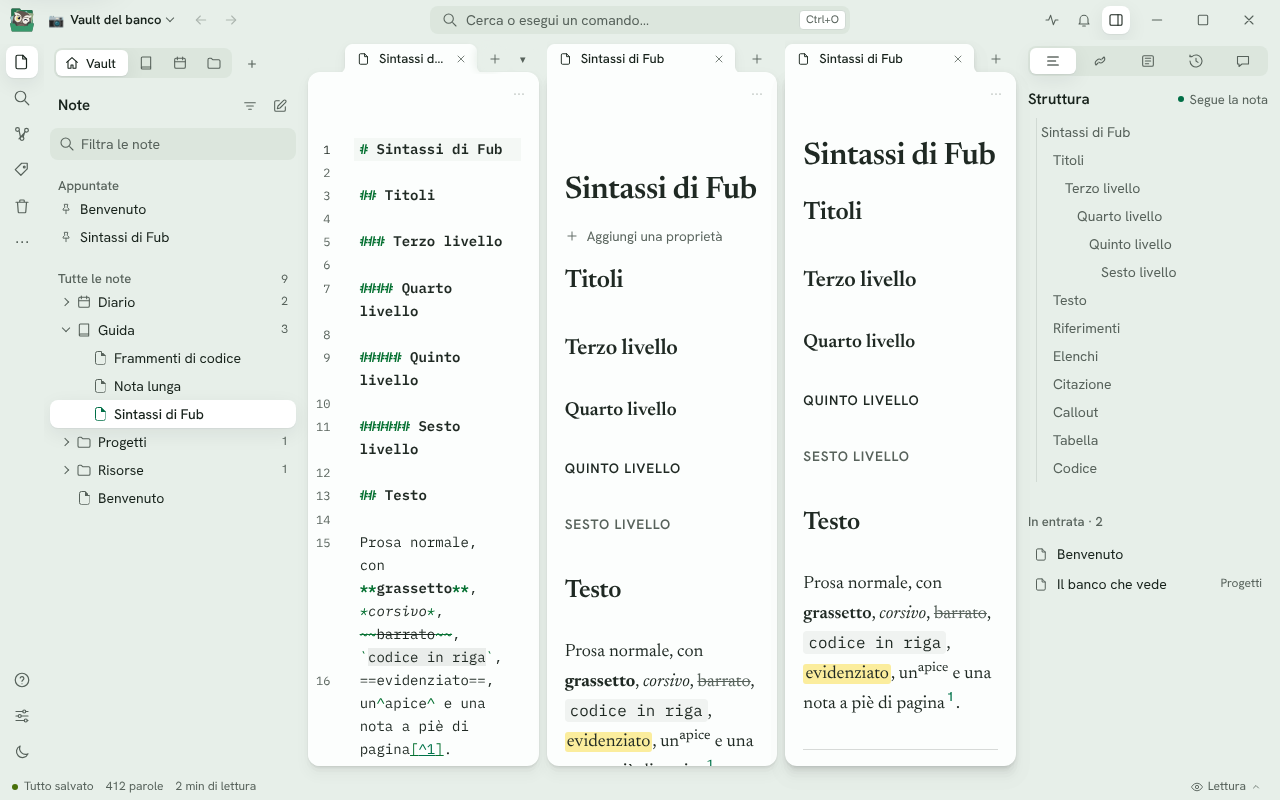 Vault del banco
Cerca o esegui un comando…
Ctrl+O
Vault
Note
Filtra le note
Appuntate
Benvenuto
Sintassi di Fub
Tutte le note 9
Diario 2
Guida 3
Frammenti di codice
Nota lunga
Sintassi di Fub
Progetti 1
Risorse 1
Benvenuto
Tutto salvato 412 parole 2 min di lettura
Sintassi d...
1 # Sintassi di Fub
2
3 ## Titoli
4
5 ### Terzo livello
6
7 #### Quarto
livello
8
9 ##### Quinto
livello
10
11 ###### Sesto
livello
12
13 ## Testo
14
15 Prosa normale,
con
**grassetto**,
*corsivo*,
~~barrato~~,
`codice in riga`,
16 ==evidenziato==,
un^apice^ e una
nota a piè di
pagina[^1].
Sintassi di Fub
Sintassi di Fub
Aggiungi una proprietà
Titoli
Terzo livello
Quarto livello
QUINTO LIVELLO
SESTO LIVELLO
Testo
Prosa normale, con
grassetto, corsivo, barrato,
codice in riga,
evidenziato, unapice e una
Sintassi di Fub
Sintassi di Fub
Titoli
Terzo livello
Quarto livello
QUINTO LIVELLO
SESTO LIVELLO
Testo
Prosa normale, con
grassetto, corsivo, barrato,
codice in riga,
evidenziato, unapice e una
nota a piè di pagina1.
Struttura
Segue la nota
Sintassi di Fub
Titoli
Terzo livello
Quarto livello
Quinto livello
Sesto livello
Testo
Riferimenti
Elenchi
Citazione
Callout
Tabella
Codice
In entrata · 2
Benvenuto
Il banco che vede Progetti
Lettura